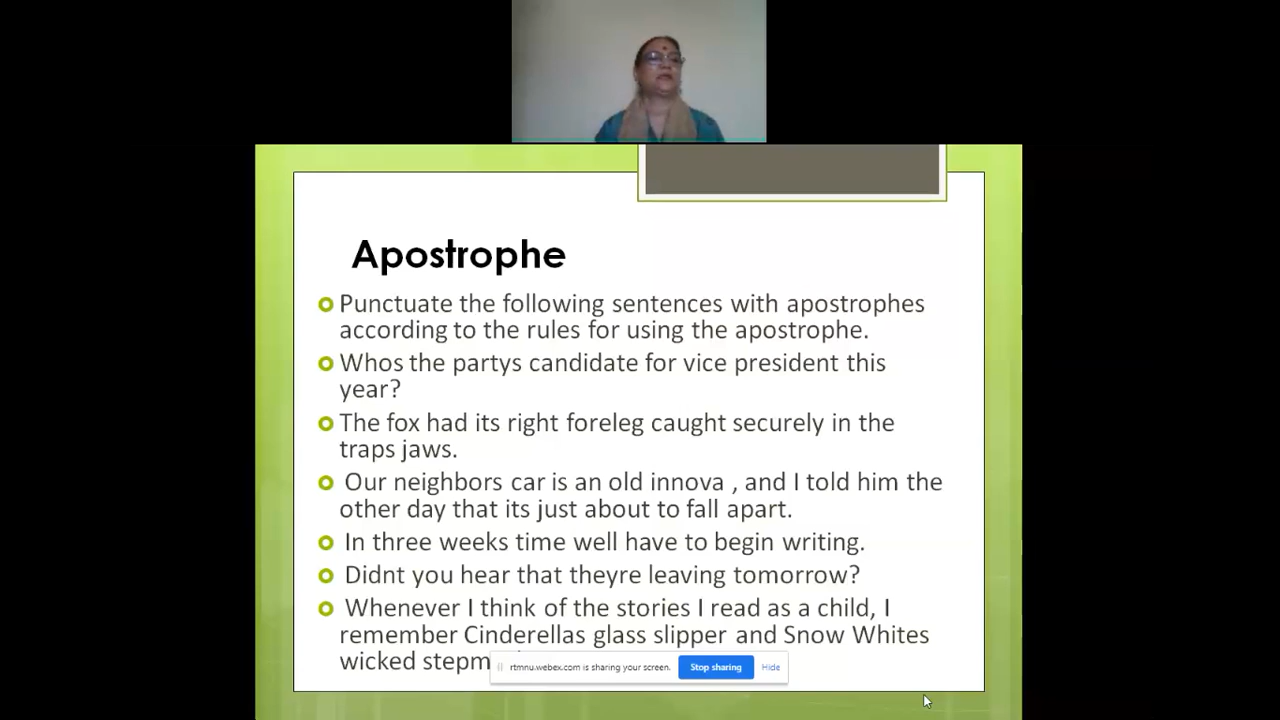 Apostrophe
Punctuate the following sentences with apostrophes
according to the rules for using the apostrophe.
Whos the partys candidate for vice president this
year?
The fox had its right foreleg caught securely in the
traps jaws.
Our neighbors car is an old innova , and I told him the
other day that its just about to fall apart.
In three weeks time well have to begin writing.
Didnt you hear that theyre leaving tomorrow?
Whenever I think of the stories I read as a child, I
remember Cinderellas glass slipper and Snow Whites
wicked
rtmnu.webex.com is sharing your screen. Stop sharing Hide